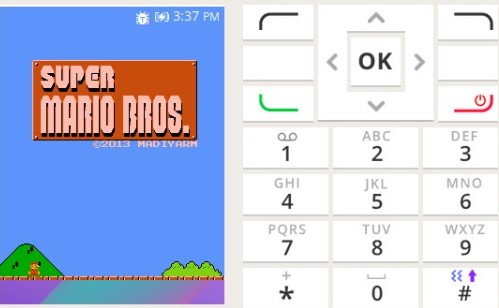 3:37 PM
SUPER
MARIO BROS.
©2013 MADIYARM
OK
1
ABC
2
DEF
3
GHI
4
JKL
5
MNO
6
PQRS
7
TUV
8
WXYZ
9
+
*
0
#